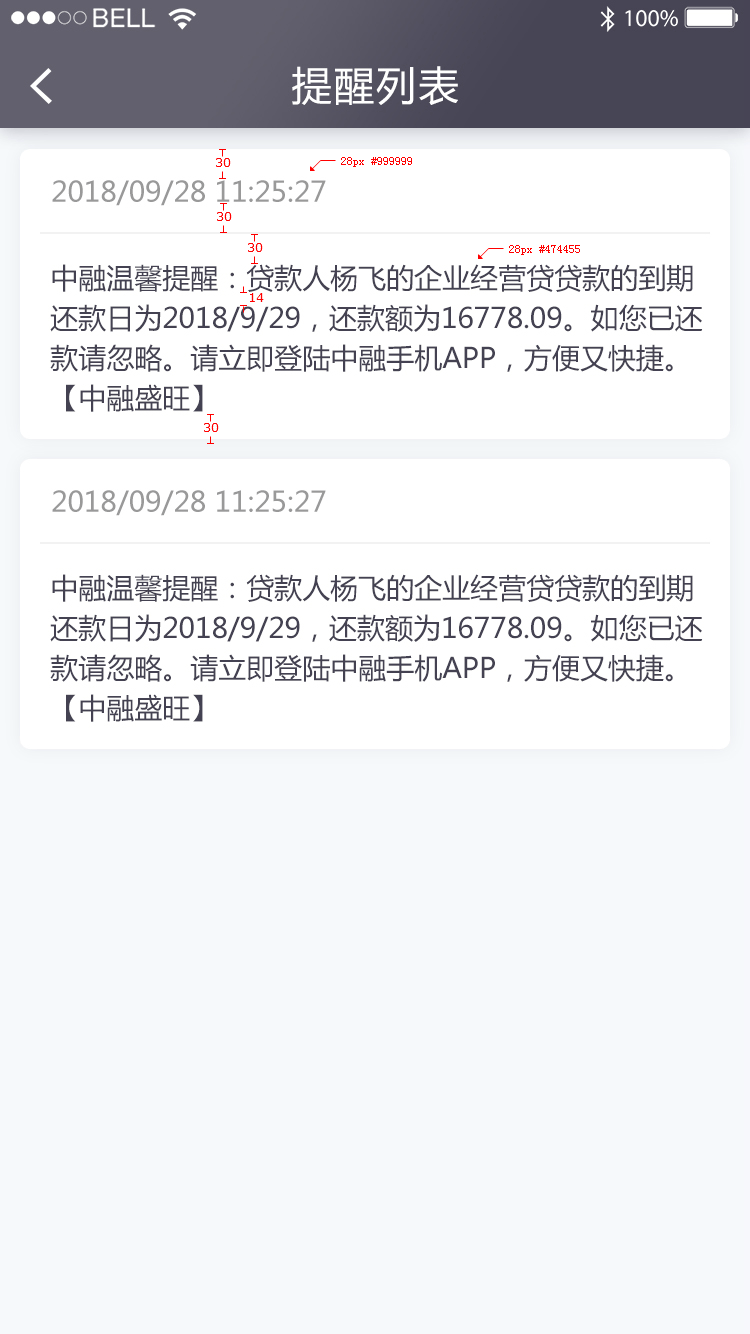 BELL 100%
提醒列表
30
28px #999999
2018/09/28 11:25:27
30
30
28px #474455
中融温馨提醒：贷款人杨飞的企业经营贷贷款的到期
14
还款日为2018/9/29，还款额为16778.09。如您已还
款请忽略。请立即登陆中融手机APP，方便又快捷。
【中融盛旺】
30
2018/09/28 11:25:27
中融温馨提醒：贷款人杨飞的企业经营贷贷款的到期
还款日为2018/9/29，还款额为16778.09。如您已还
款请忽略。请立即登陆中融手机APP，方便又快捷。
【中融盛旺】